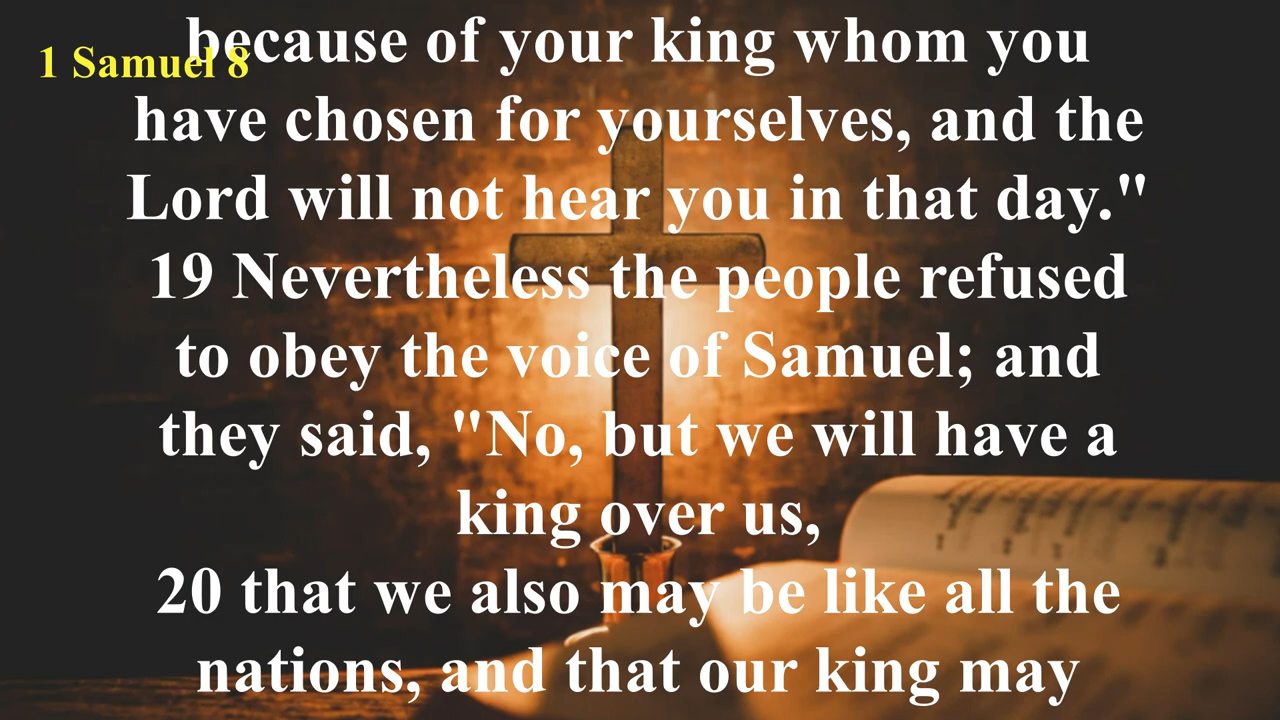 1 Samuel 8
because of your king whom you
have chosen for yourselves, and the
Lord will not hear you in that day."
19 Nevertheless the people refused
to obey the voice of Samuel; and
they said, "No, but we will have a
king over us,
20 that we also may be like all the
nations, and that our king may